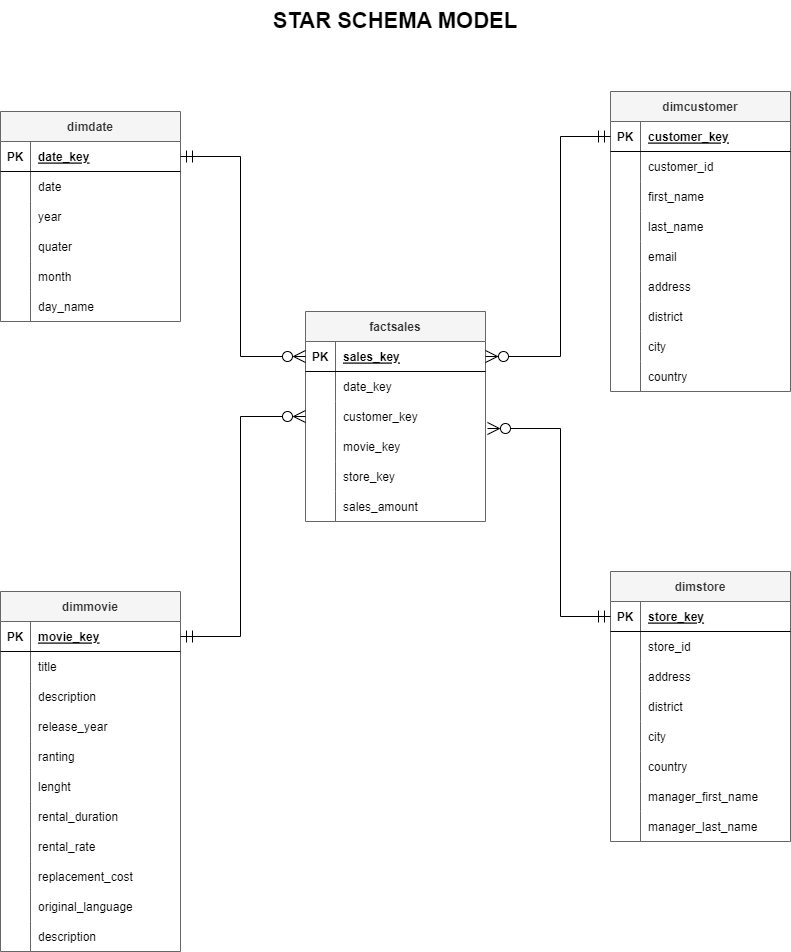 STAR SCHEMA MODEL
dimdate
PK date_key
date
year
quater
month
day_name
dimcustomer
PK customer_key
customer_id
first_name
last_name
email
address
district
city
country
factsales
PK sales_key
date_key
customer_key
movie_key
store_key
sales_amount
dimmovie
PK movie_key
title
description
release_year
ranting
lenght
rental_duration
rental_rate
replacement_cost
original_language
description
dimstore
PK store_key
store_id
address
district
city
country
manager_first_name
manager_last_name